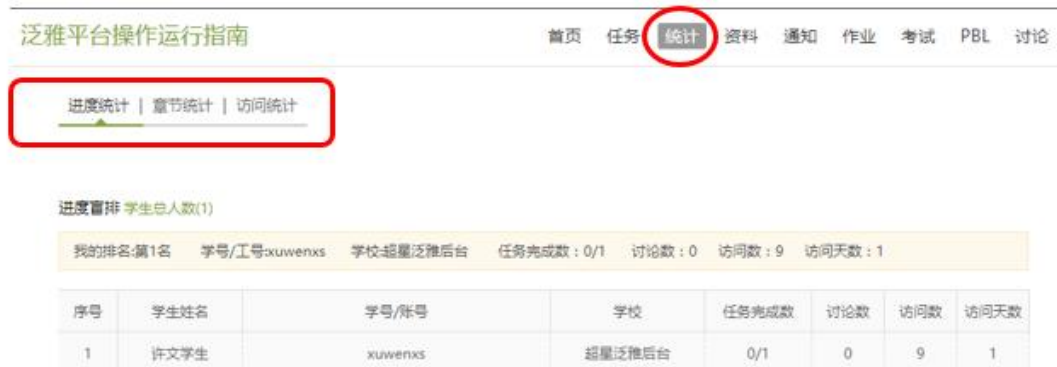 泛雅平台操作运行指南
首页 任务 统计 资料 通知 作业 考试 PBL 讨论
进度统计 | 章节统计 | 访问统计
进度盲排 学生总人数(1)
我的排名:第1名 学号/工号:xuwenxs 学校:超星泛雅后台 任务完成数:0/1 讨论数:0 访问数:9 访问天数:1
序号 学生姓名 学号/账号 学校 任务完成数 讨论数 访问数 访问天数
1 许文学生 xuwenxs 超星泛雅后台 0/1 0 9 1